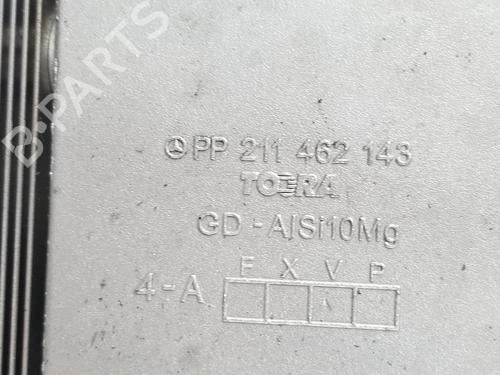 B-PARTS
PP 211 462 143
GD-AlSi10Mg
F X V P
4-A